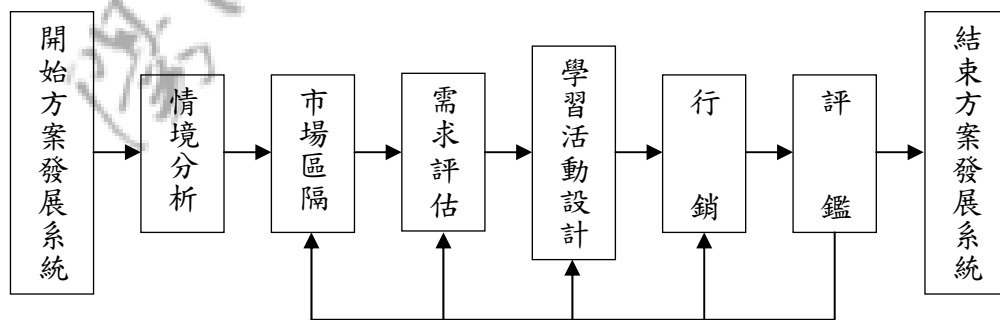 開始方案發展系統
情境分析
市場區隔
需求評估
學習活動設計
行銷
評鑑
結束方案發展系統